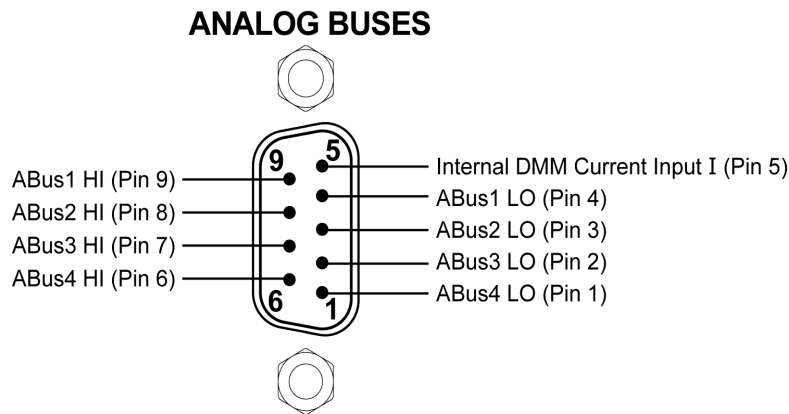 ANALOG BUSES
9
5
6
1
ABus1 HI (Pin 9)
ABus2 HI (Pin 8)
ABus3 HI (Pin 7)
ABus4 HI (Pin 6)
Internal DMM Current Input I (Pin 5)
ABus1 LO (Pin 4)
ABus2 LO (Pin 3)
ABus3 LO (Pin 2)
ABus4 LO (Pin 1)